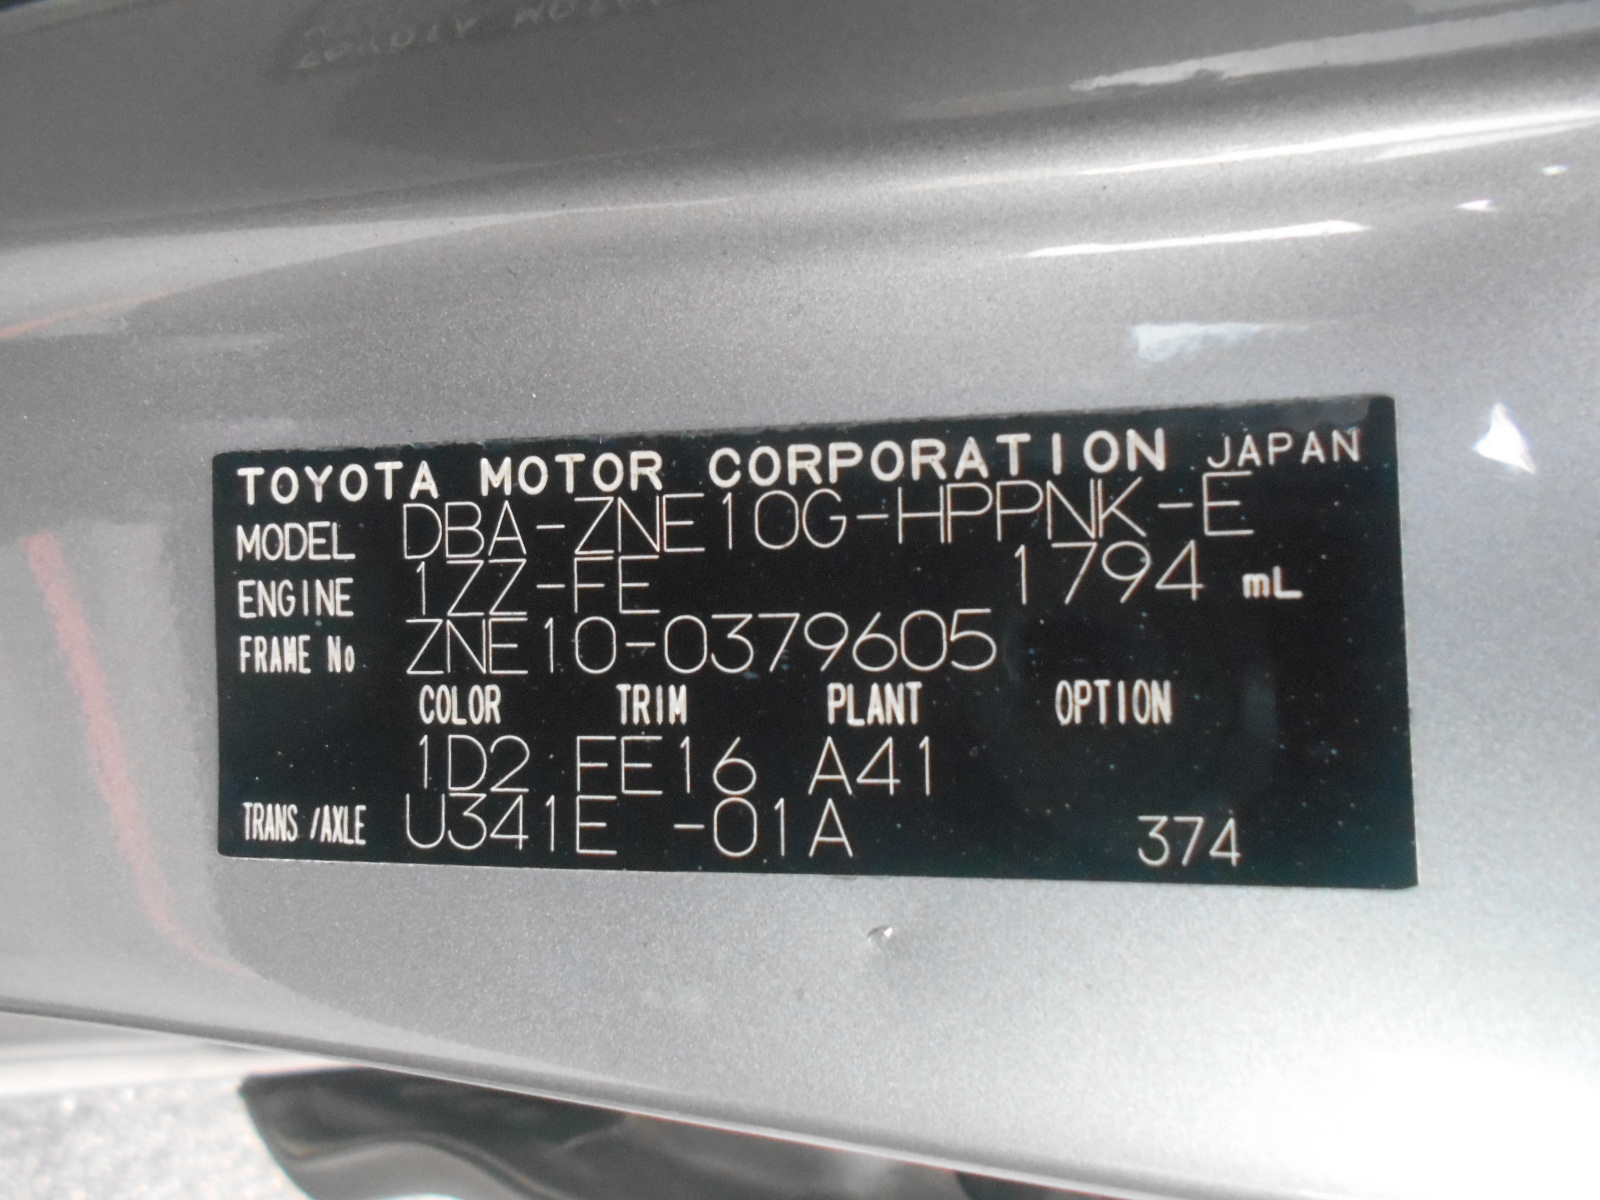 TOYOTA MOTOR CORPORATION JAPAN
MODEL DBA-ZNE10G-HPPNK-E
ENGINE 1ZZ-FE 1794 mL
FRAME No ZNE10-0379605
COLOR TRIM PLANT OPTION
1D2 FE16 A41
TRANS/AXLE U341E -01A 374